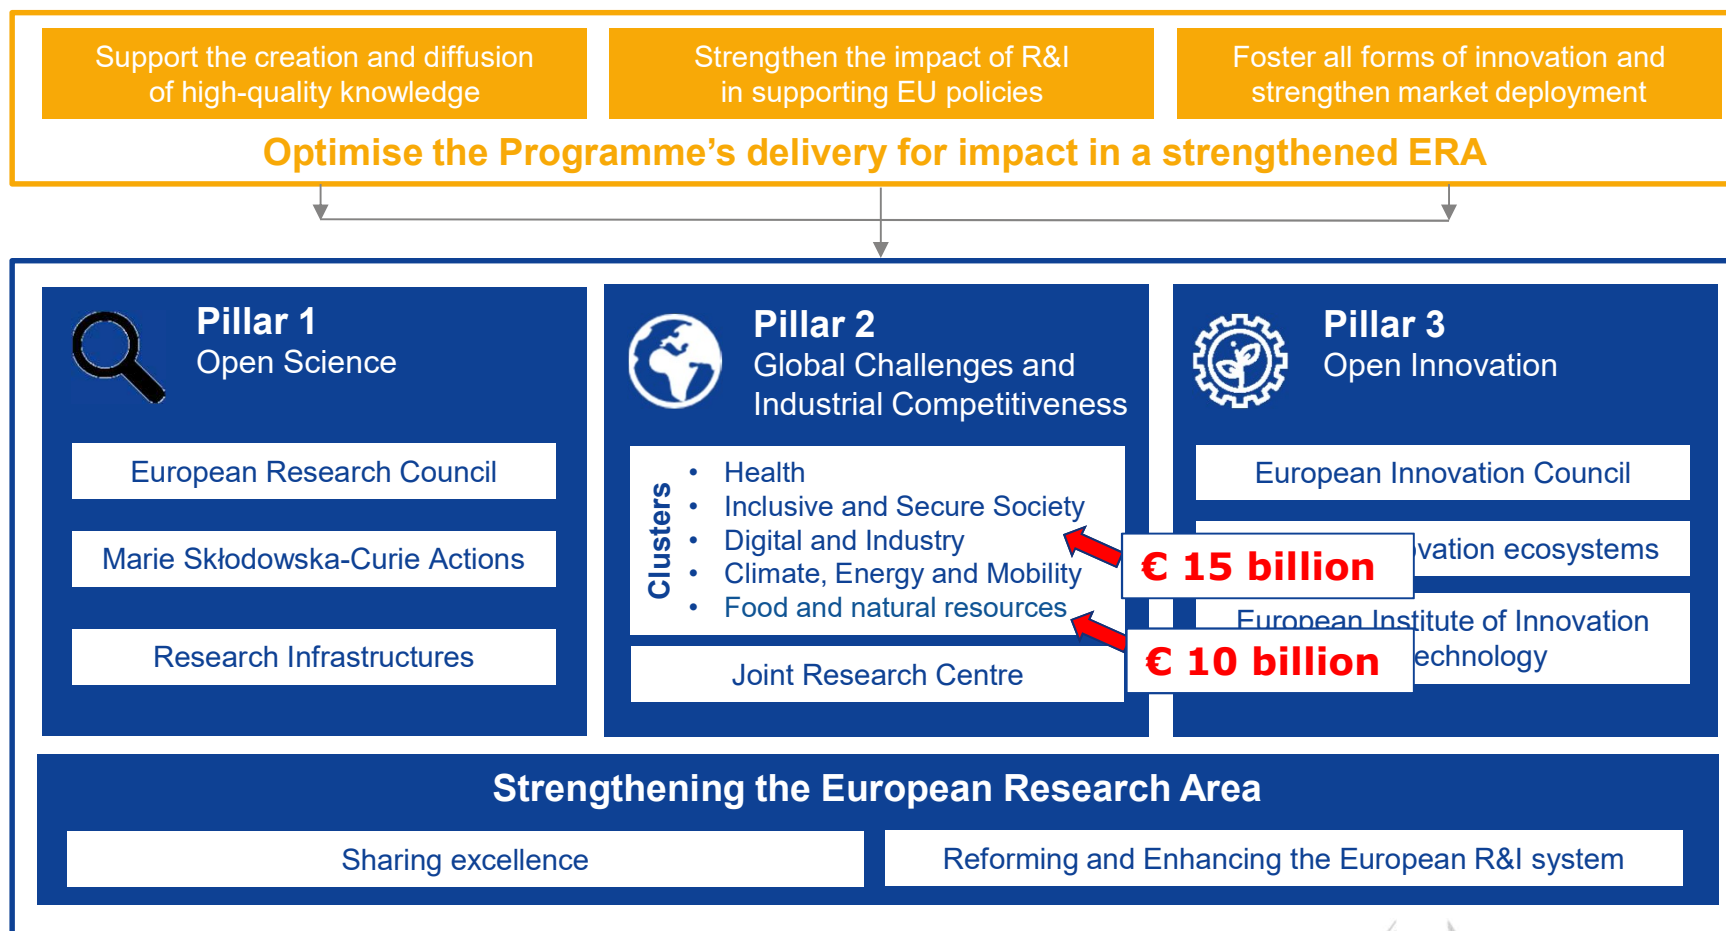 Support the creation and diffusion
of high-quality knowledge
Strengthen the impact of R&I
in supporting EU policies
Foster all forms of innovation and
strengthen market deployment
Optimise the Programme’s delivery for impact in a strengthened ERA
Pillar 1
Open Science
European Research Council
Marie Skłodowska-Curie Actions
Research Infrastructures
Pillar 2
Global Challenges and
Industrial Competitiveness
Clusters
• Health
• Inclusive and Secure Society
• Digital and Industry
• Climate, Energy and Mobility
• Food and natural resources
Joint Research Centre
€ 15 billion
€ 10 billion
Pillar 3
Open Innovation
European Innovation Council
ecosystems
European Institute of Innovation
Strengthening the European Research Area
Sharing excellence
Reforming and Enhancing the European R&I system